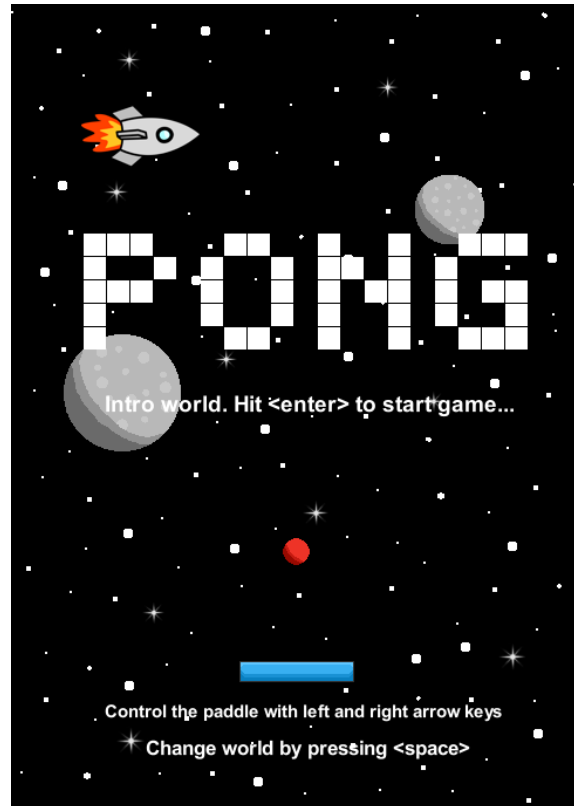 PONG
Intro world. Hit <enter> to start game...
Control the paddle with left and right arrow keys
Change world by pressing <space>